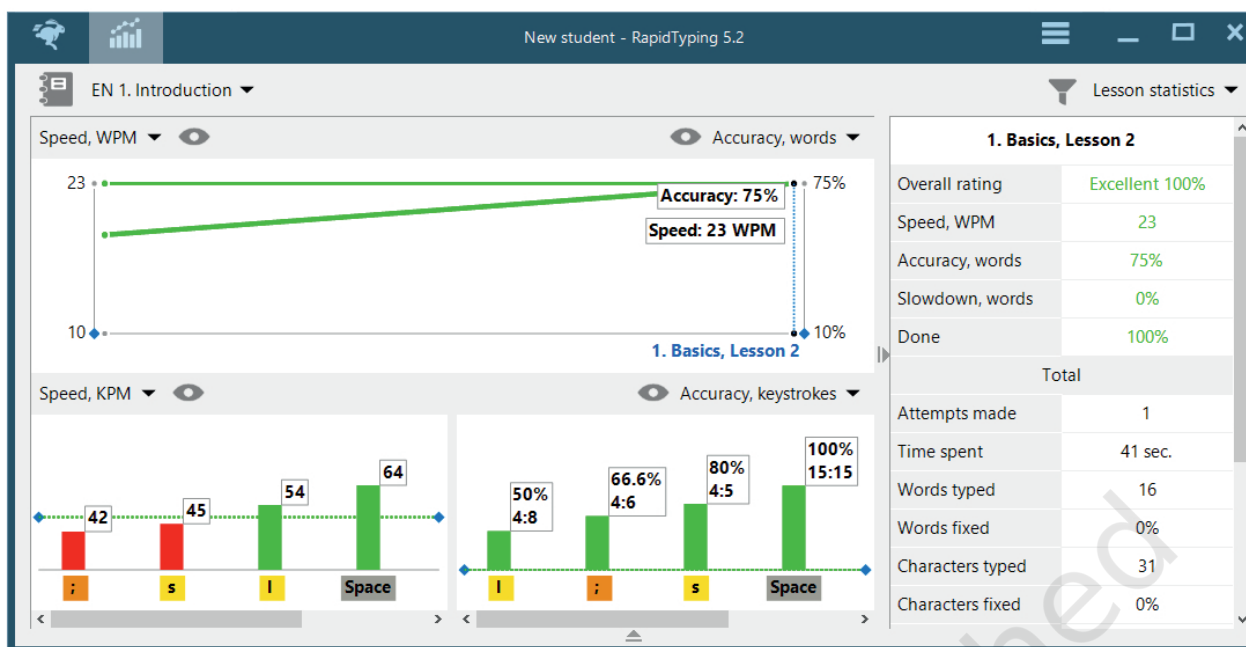 New student - RapidTyping 5.2
EN 1. Introduction
Lesson statistics
Speed, WPM
Accuracy, words
23
75%
Accuracy: 75%
Speed: 23 WPM
10
10%
1. Basics, Lesson 2
Speed, KPM
42
45
54
64
;
s
l
Space
Accuracy, keystrokes
50%
4:8
66.6%
4:6
80%
4:5
100%
15:15
l
;
s
Space
1. Basics, Lesson 2
Overall rating Excellent 100%
Speed, WPM 23
Accuracy, words 75%
Slowdown, words 0%
Done 100%
Total
Attempts made 1
Time spent 41 sec.
Words typed 16
Words fixed 0%
Characters typed 31
Characters fixed 0%